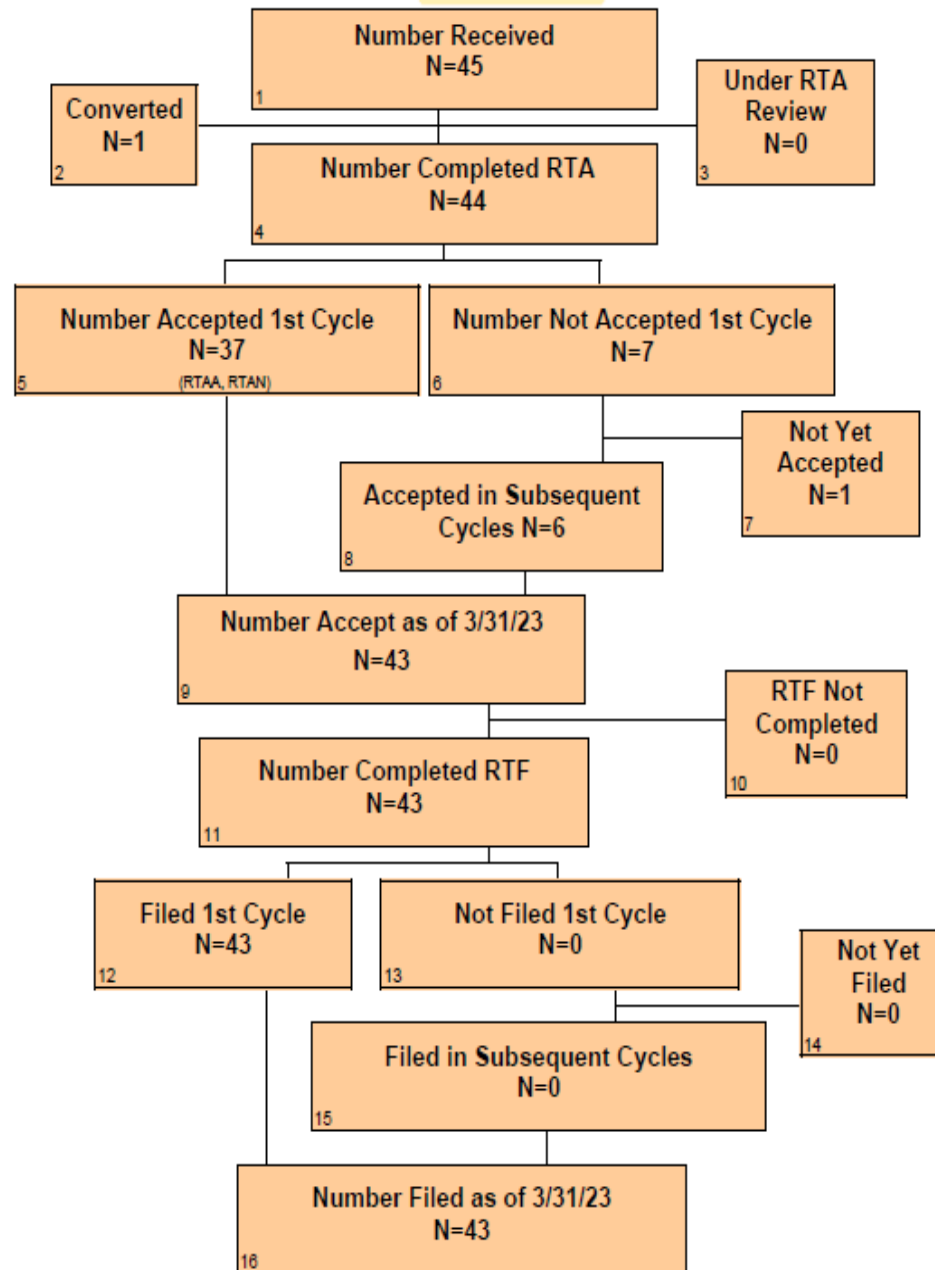 Number Received
N=45
1
Converted
N=1
2
Under RTA
Review
N=0
3
Number Completed RTA
N=44
4
Number Accepted 1st Cycle
N=37
(RTAA, RTAN)
5
Number Not Accepted 1st Cycle
N=7
6
Not Yet
Accepted
N=1
7
Accepted in Subsequent
Cycles N=6
8
Number Accept as of 3/31/23
N=43
9
RTF Not
Completed
N=0
10
Number Completed RTF
N=43
11
Filed 1st Cycle
N=43
12
Not Filed 1st Cycle
N=0
13
Not Yet
Filed
N=0
14
Filed in Subsequent Cycles
N=0
15
Number Filed as of 3/31/23
N=43
16